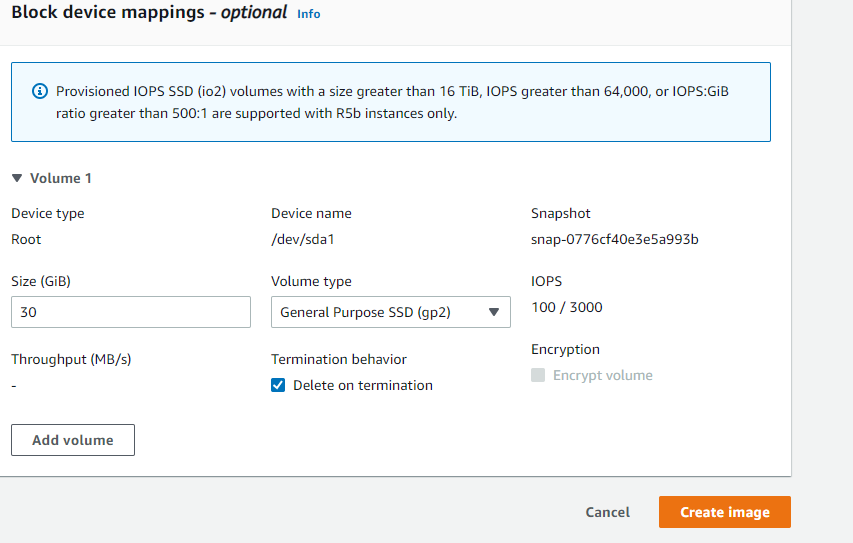 Block device mappings - optional Info
Provisioned IOPS SSD (io2) volumes with a size greater than 16 TiB, IOPS greater than 64,000, or IOPS:GiB
ratio greater than 500:1 are supported with R5b instances only.
Volume 1
Device type
Root
Device name
/dev/sda1
Snapshot
snap-0776cf40e3e5a993b
Size (GiB)
30
Volume type
General Purpose SSD (gp2)
IOPS
100 / 3000
Throughput (MB/s)
-
Termination behavior
Delete on termination
Encryption
Encrypt volume
Add volume
Cancel
Create image